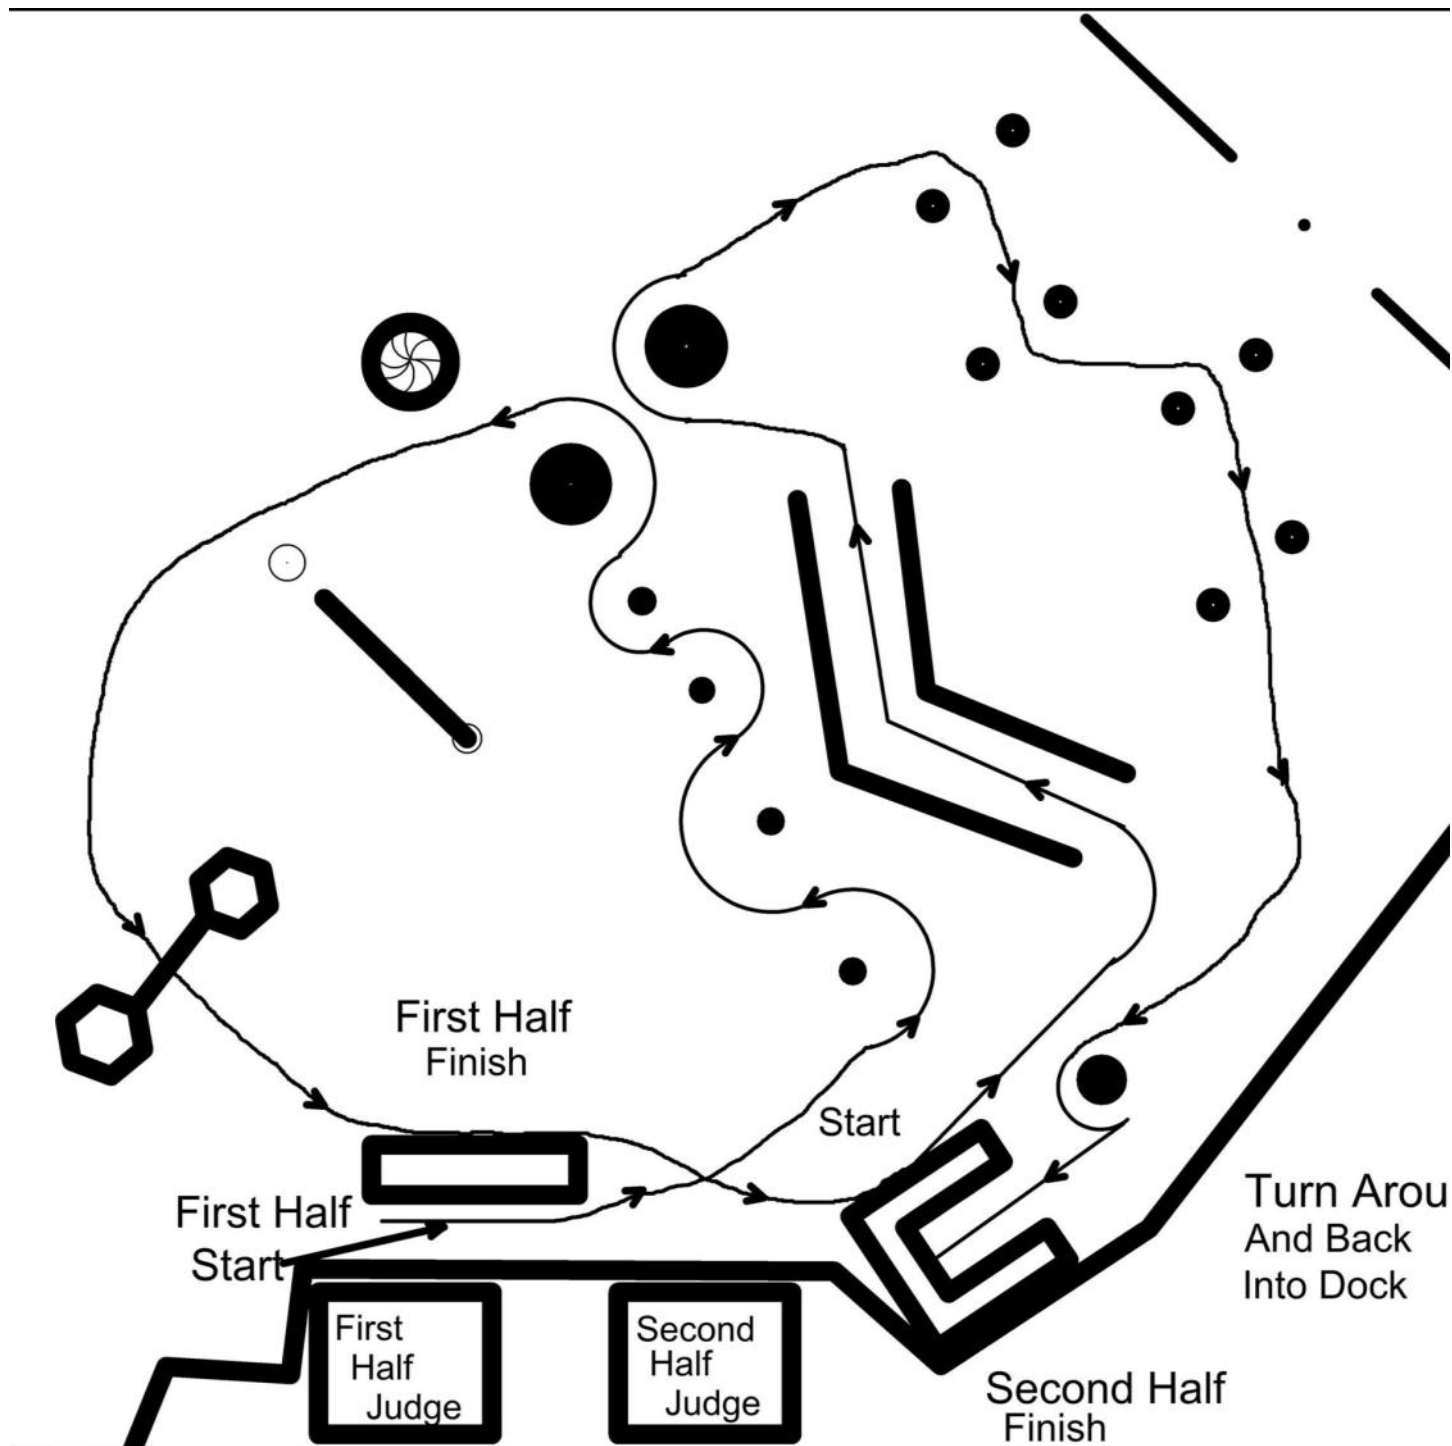 First Half
Finish
Start
First Half
Start
Turn Arou
And Back
Into Dock
First
Half
Judge
Second
Half
Judge
Second Half
Finish